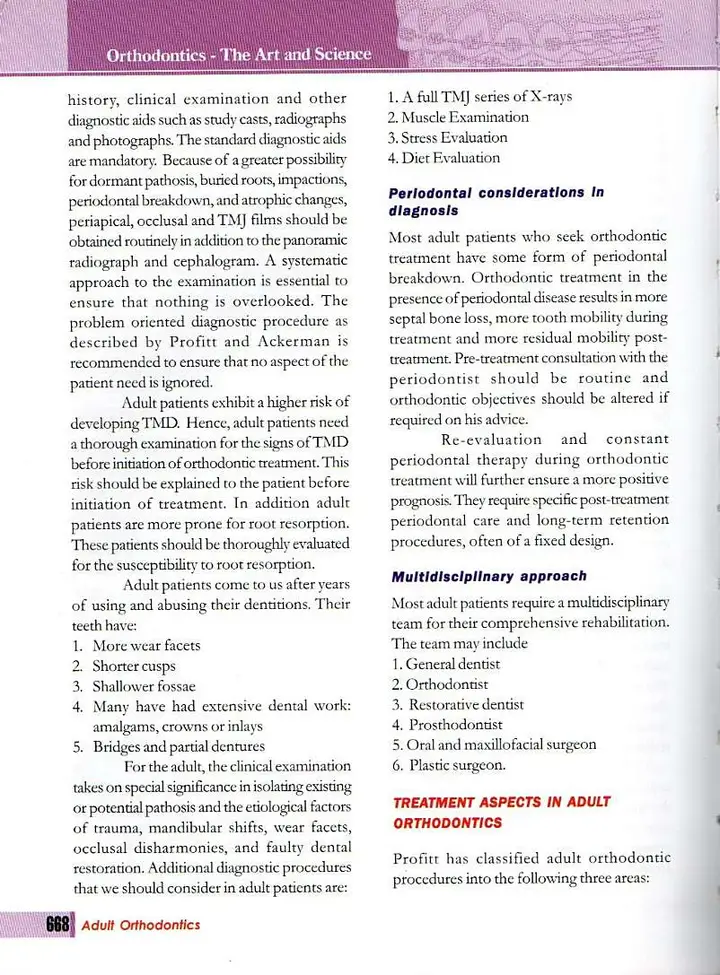 Orthodontics - The Art and Science
history, clinical examination and other
diagnostic aids such as study casts, radiographs
and photographs. The standard diagnostic aids
are mandatory. Because of a greater possibility
for dormant pathosis, buried roots, impactions,
periodontal breakdown, and atrophic changes,
periapical, occlusal and TMJ films should be
obtained routinely in addition to the panoramic
radiograph and cephalogram. A systematic
approach to the examination is essential to
ensure that nothing is overlooked. The
problem oriented diagnostic procedure as
described by Profitt and Ackerman is
recommended to ensure that no aspect of the
patient need is ignored.
Adult patients exhibit a higher risk of
developing TMD. Hence, adult patients need
a thorough examination for the signs of TMD
before initiation of orthodontic treatment. This
risk should be explained to the patient before
initiation of treatment. In addition adult
patients are more prone for root resorption.
These patients should be thoroughly evaluated
for the susceptibility to root resorption.
Adult patients come to us after years
of using and abusing their dentitions. Their
teeth have:
1. More wear facets
2. Shorter cusps
3. Shallower fossae
4. Many have had extensive dental work:
amalgams, crowns or inlays
5. Bridges and partial dentures
For the adult, the clinical examination
takes on special significance in isolating existing
or potential pathosis and the etiological factors
of trauma, mandibular shifts, wear facets,
occlusal disharmonies, and faulty dental
restoration. Additional diagnostic procedures
that we should consider in adult patients are:
1. A full TMJ series of X-rays
2. Muscle Examination
3. Stress Evaluation
4. Diet Evaluation
Periodontal considerations in
diagnosis
Most adult patients who seek orthodontic
treatment have some form of periodontal
breakdown. Orthodontic treatment in the
presence of periodontal disease results in more
septal bone loss, more tooth mobility during
treatment and more residual mobility post-
treatment. Pre-treatment consultation with the
periodontist should be routine and
orthodontic objectives should be altered if
required on his advice.
Re-evaluation and constant
periodontal therapy during orthodontic
treatment will further ensure a more positive
prognosis. They require specific post-treatment
periodontal care and long-term retention
procedures, often of a fixed design.
Multidisciplinary approach
Most adult patients require a multidisciplinary
team for their comprehensive rehabilitation.
The team may include
1. General dentist
2. Orthodontist
3. Restorative dentist
4. Prosthodontist
5. Oral and maxillofacial surgeon
6. Plastic surgeon.
TREATMENT ASPECTS IN ADULT
ORTHODONTICS
Profitt has classified adult orthodontic
procedures into the following three areas:
668 Adult Orthodontics